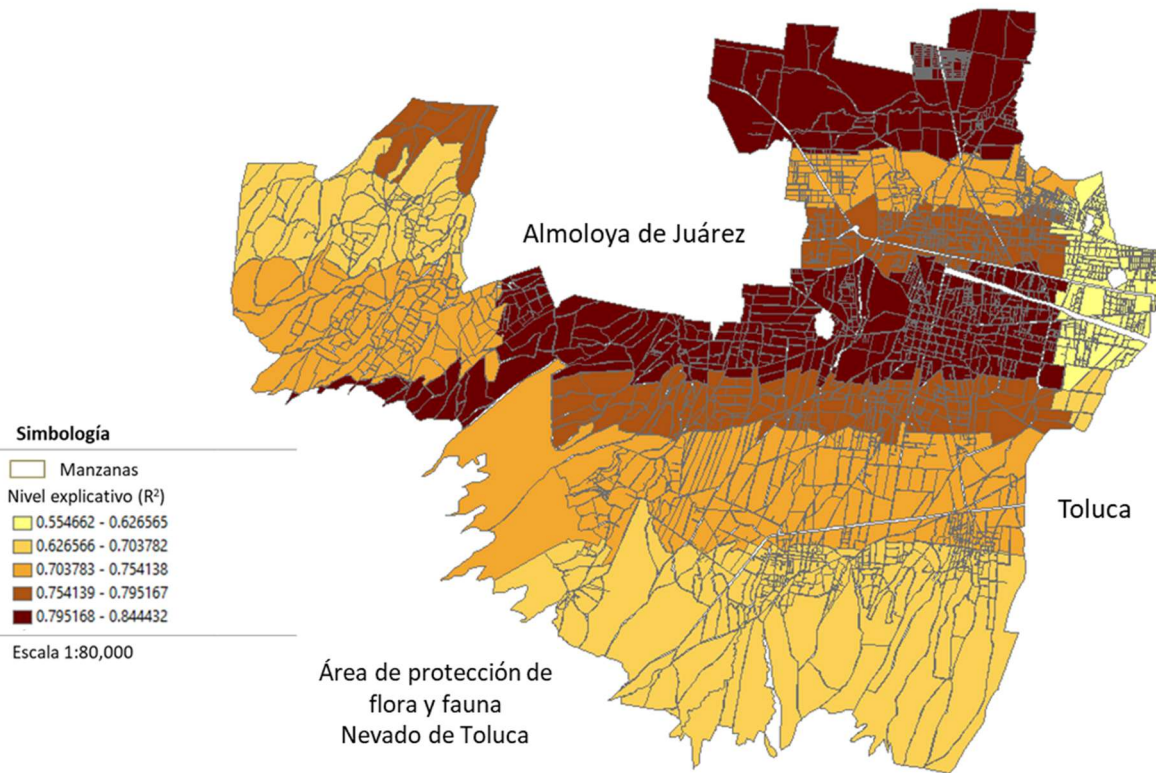 Almoloya de Juárez
Simbología
Manzanas
Nivel explicativo (R²)
0.554662 - 0.626565
0.626566 - 0.703782
0.703783 - 0.754138
0.754139 - 0.795167
0.795168 - 0.844432
Escala 1:80,000
Toluca
Área de protección de
flora y fauna
Nevado de Toluca